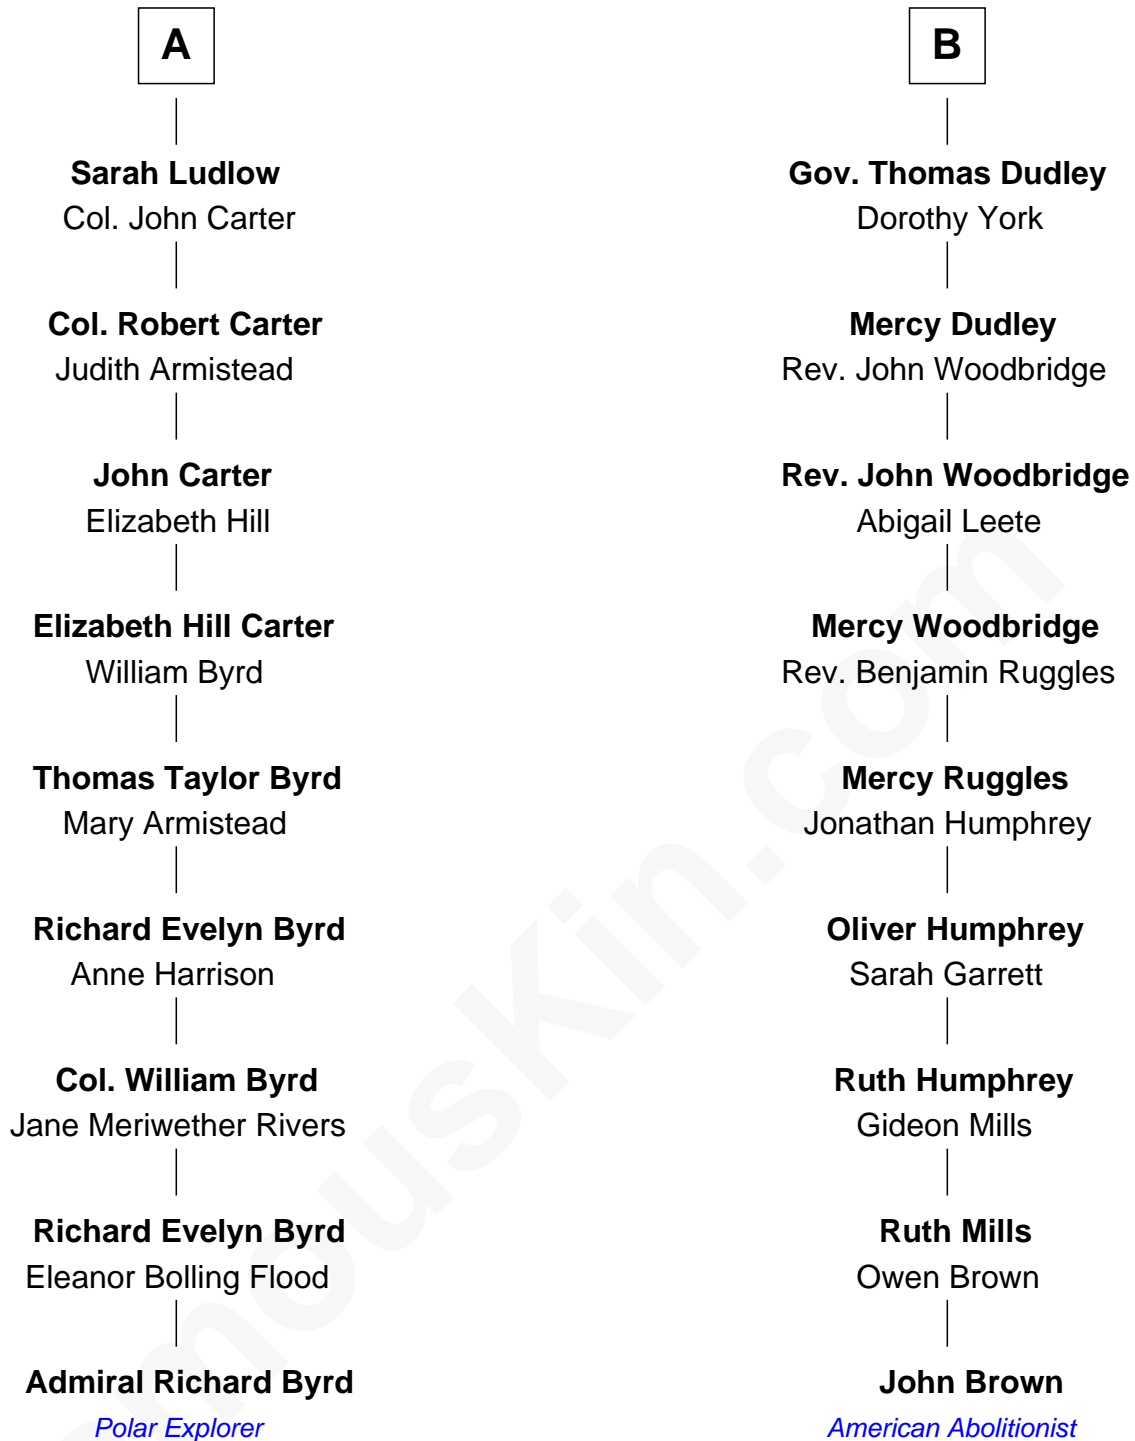 A
Sarah Ludlow
Col. John Carter
Col. Robert Carter
Judith Armistead
John Carter
Elizabeth Hill
Elizabeth Hill Carter
William Byrd
Thomas Taylor Byrd
Mary Armistead
Richard Evelyn Byrd
Anne Harrison
Col. William Byrd
Jane Meriwether Rivers
Richard Evelyn Byrd
Eleanor Bolling Flood
Admiral Richard Byrd
Polar Explorer
B
Gov. Thomas Dudley
Dorothy York
Mercy Dudley
Rev. John Woodbridge
Rev. John Woodbridge
Abigail Leete
Mercy Woodbridge
Rev. Benjamin Ruggles
Mercy Ruggles
Jonathan Humphrey
Oliver Humphrey
Sarah Garrett
Ruth Humphrey
Gideon Mills
Ruth Mills
Owen Brown
John Brown
American Abolitionist
mouskin.com